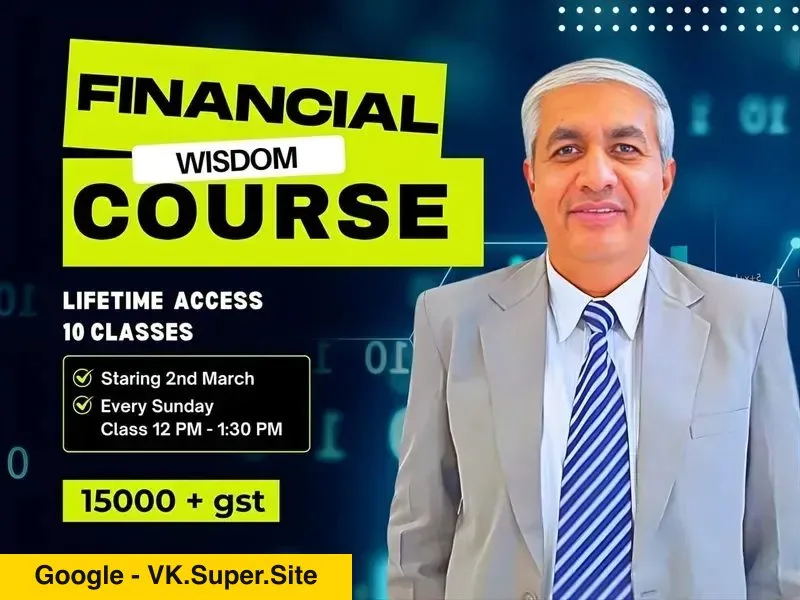 FINANCIAL
WISDOM
COURSE
LIFETIME ACCESS
10 CLASSES
Staring 2nd March
Every Sunday
Class 12 PM - 1:30 PM
15000 + gst
Google - VK.Super.Site